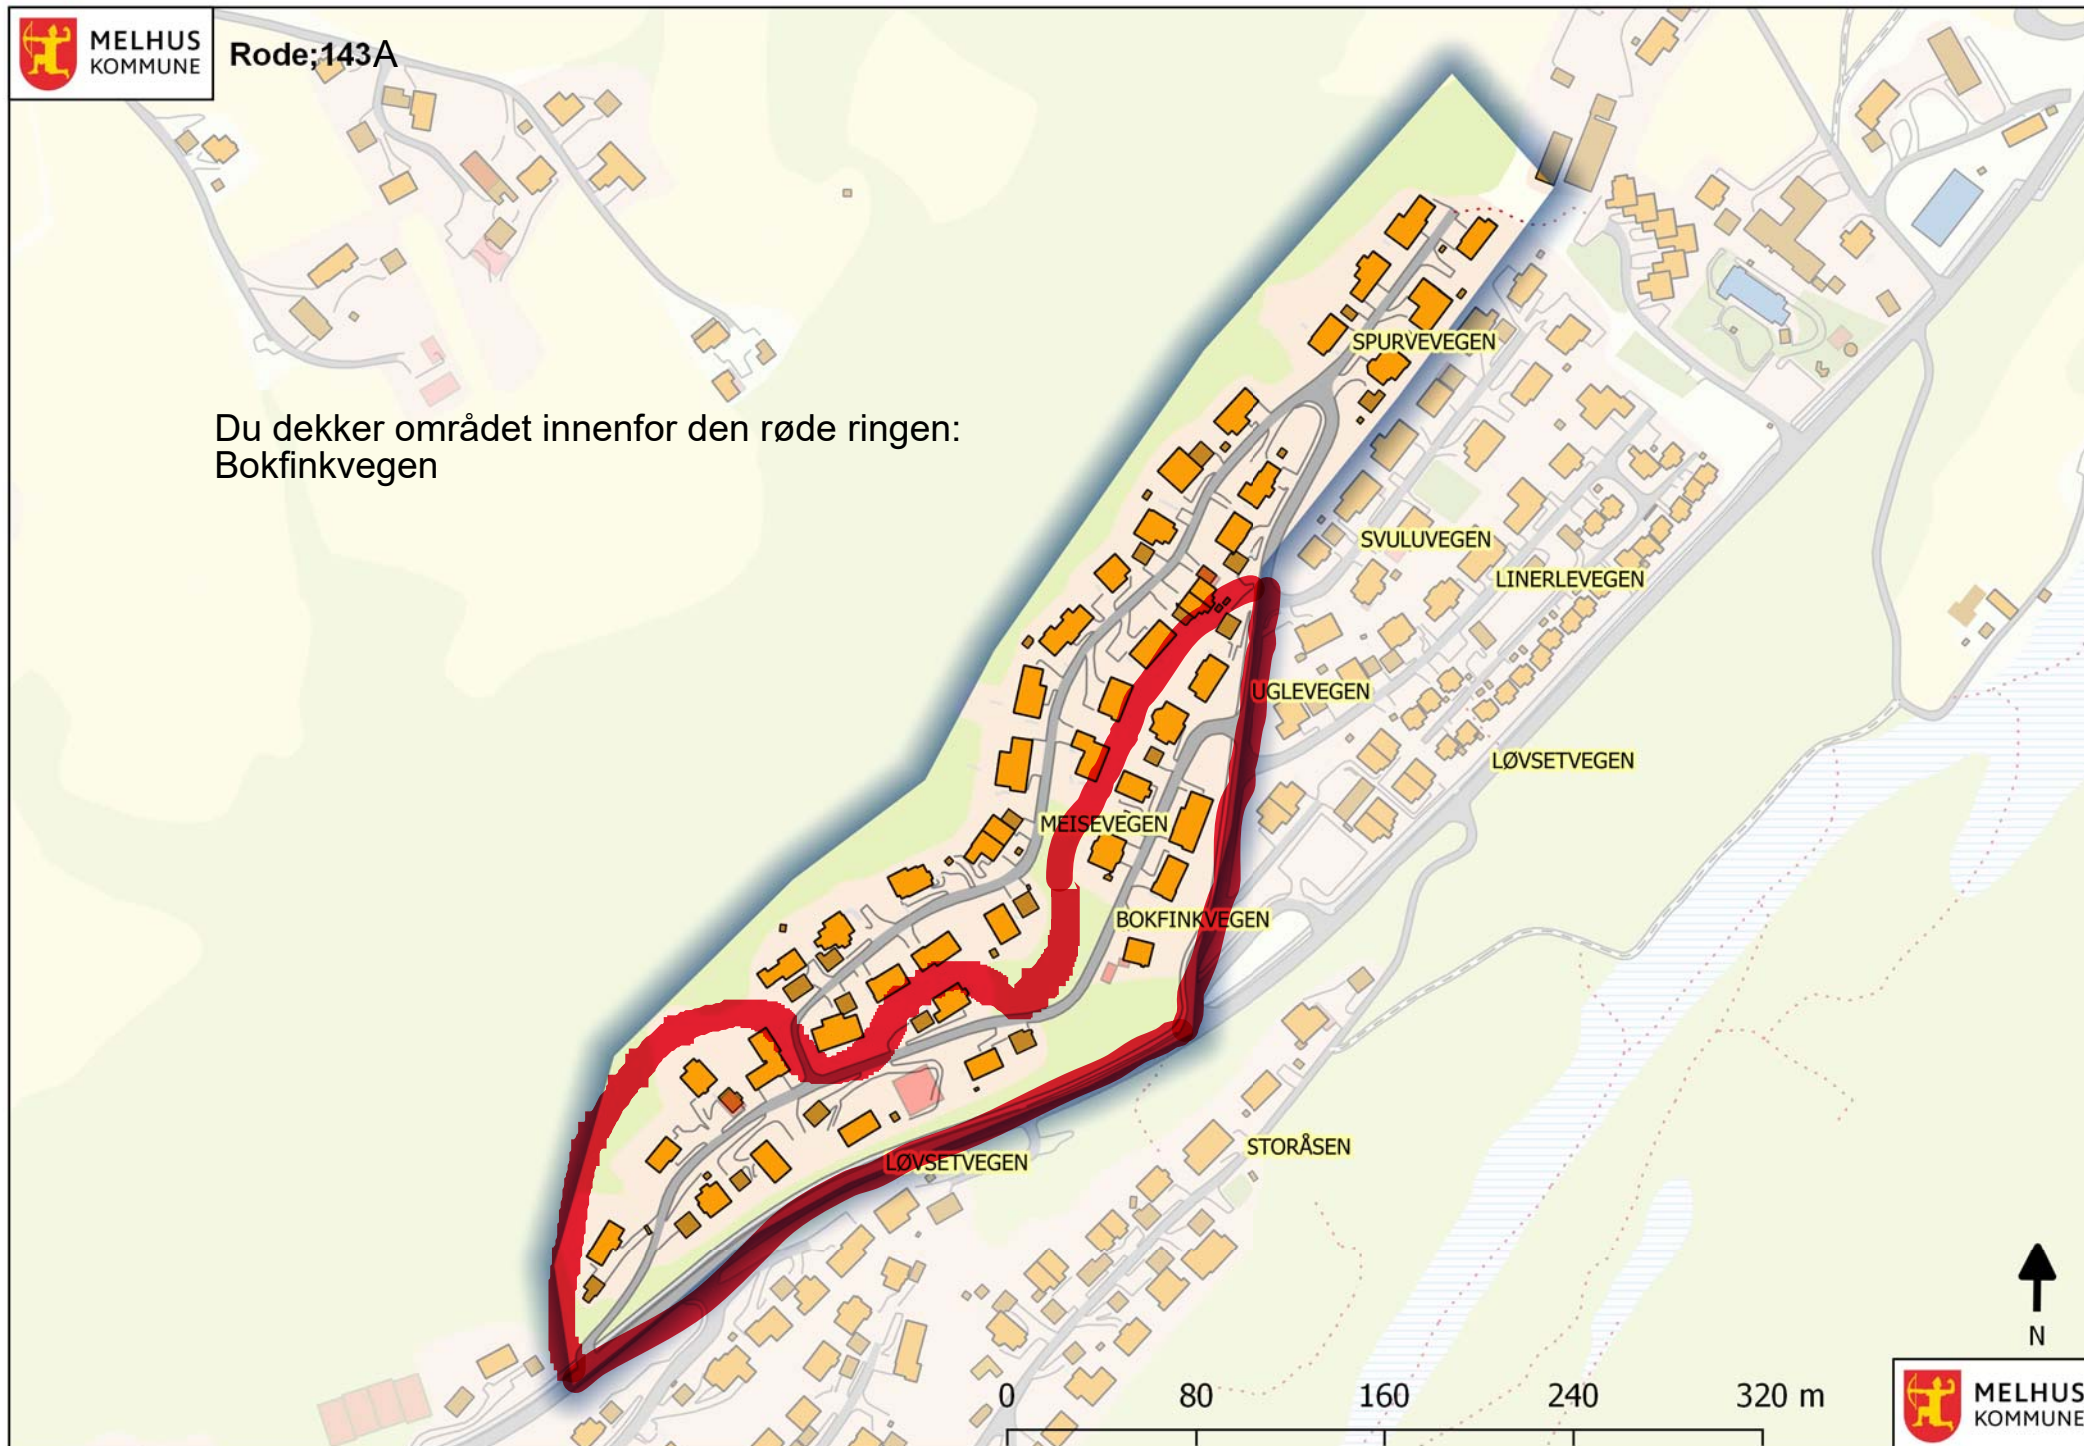 MELHUS
KOMMUNE
Rode;143A
Du dekker området innenfor den røde ringen:
Bokfinkvegen
SPURVEVEGEN
SVULUVEGEN
LINERLEVEGEN
UGLEVEGEN
LØVSETVEGEN
MEISEVEGEN
BOKFINKVEGEN
STORÅSEN
LØVSETVEGEN
N
0 80 160 240 320 m
MELHUS
KOMMUNE